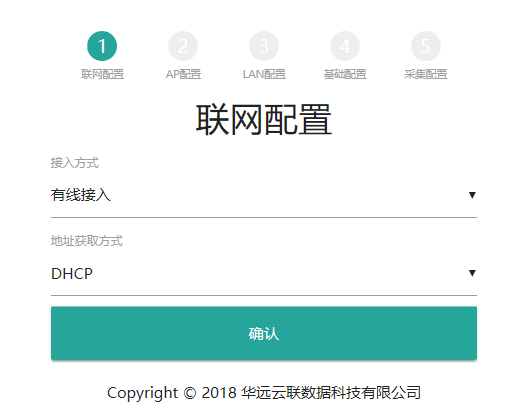 1 2 3 4 5
联网配置 AP配置 LAN配置 基础配置 采集配置
联网配置
接入方式
有线接入 ▼
地址获取方式
DHCP ▼
确认
Copyright © 2018 华远云联数据科技有限公司